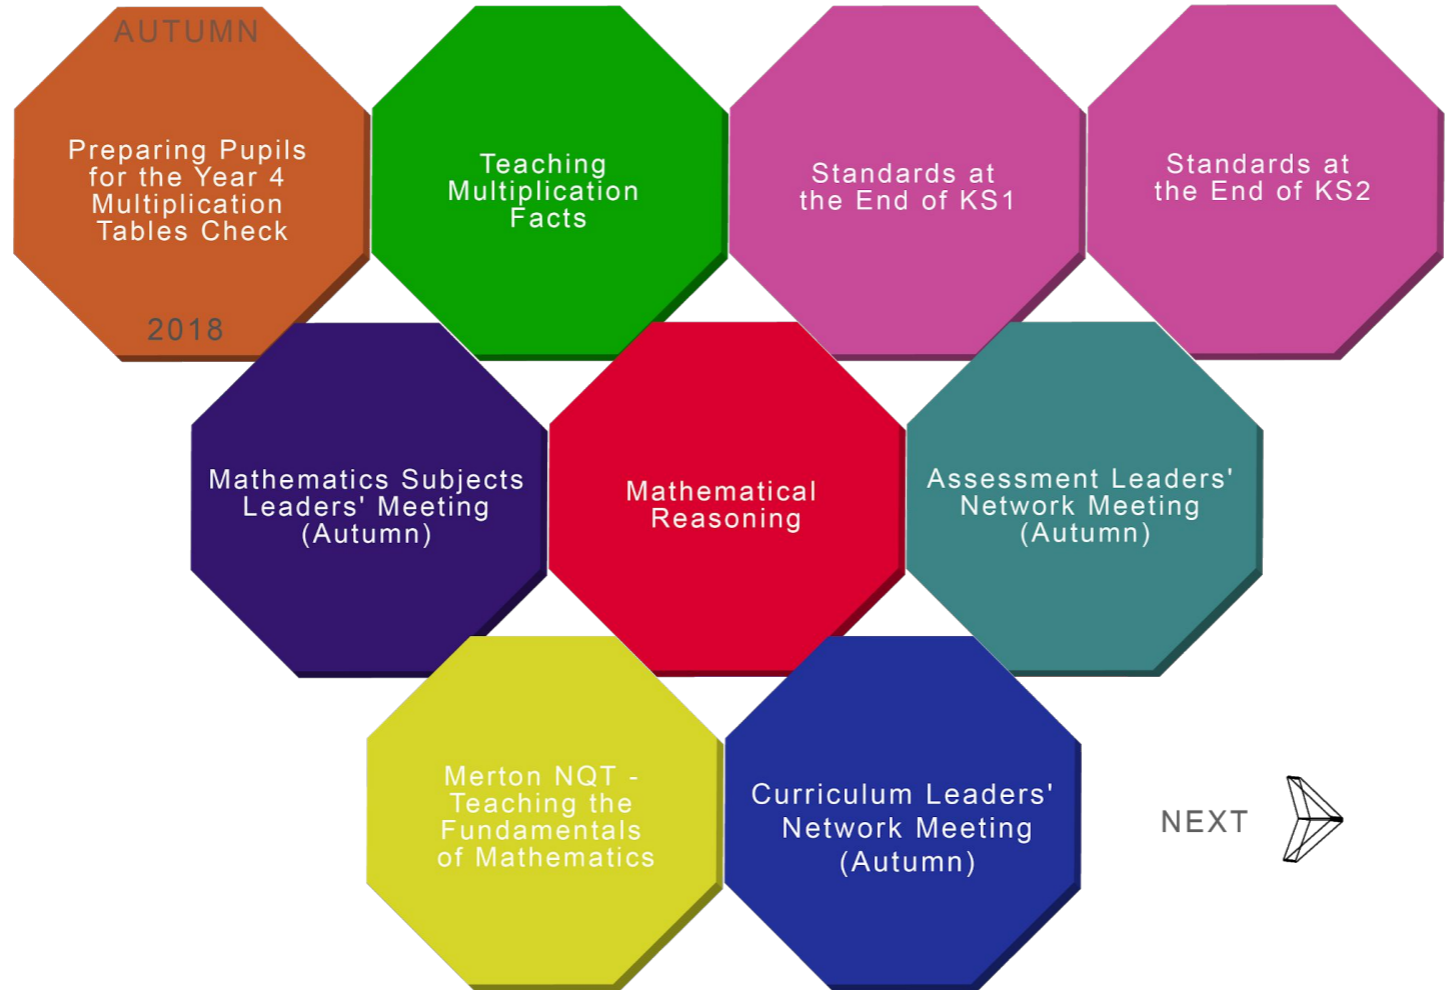 AUTUMN
Preparing Pupils
for the Year 4
Multiplication
Tables Check
2018
Teaching
Multiplication
Facts
Standards at
the End of KS1
Standards at
the End of KS2
Mathematics Subjects
Leaders' Meeting
(Autumn)
Mathematical
Reasoning
Assessment Leaders'
Network Meeting
(Autumn)
Merton NQT -
Teaching the
Fundamentals
of Mathematics
Curriculum Leaders'
Network Meeting
(Autumn)
NEXT